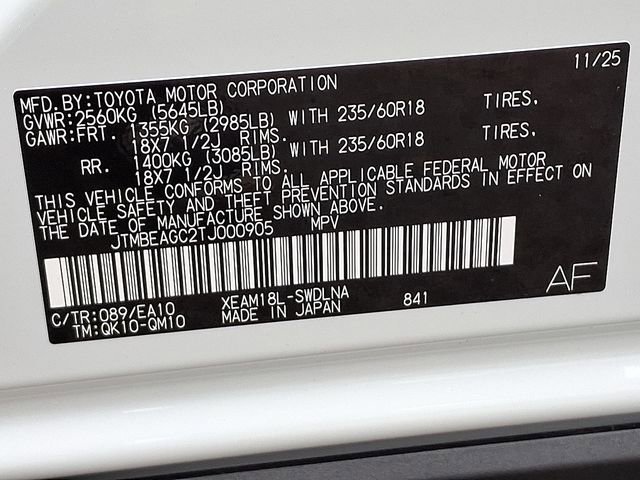 11/25
MFD.BY:TOYOTA MOTOR CORPORATION
GVWR:2560KG (5645LB)
GAWR:FRT. 1355KG (2985LB) WITH 235/60R18 TIRES,
18X7 1/2J RIMS.
RR. 1400KG (3085LB) WITH 235/60R18 TIRES,
18X7 1/2J RIMS.
THIS VEHICLE CONFORMS TO ALL APPLICABLE FEDERAL MOTOR
VEHICLE SAFETY AND THEFT PREVENTION STANDARDS IN EFFECT ON
THE DATE OF MANUFACTURE SHOWN ABOVE.
JTMBEAGC2TJ000905 MPV
C/TR:089/EA10 XEAM18L-SWDLNA 841 AF
TM:QK10-QM10 MADE IN JAPAN